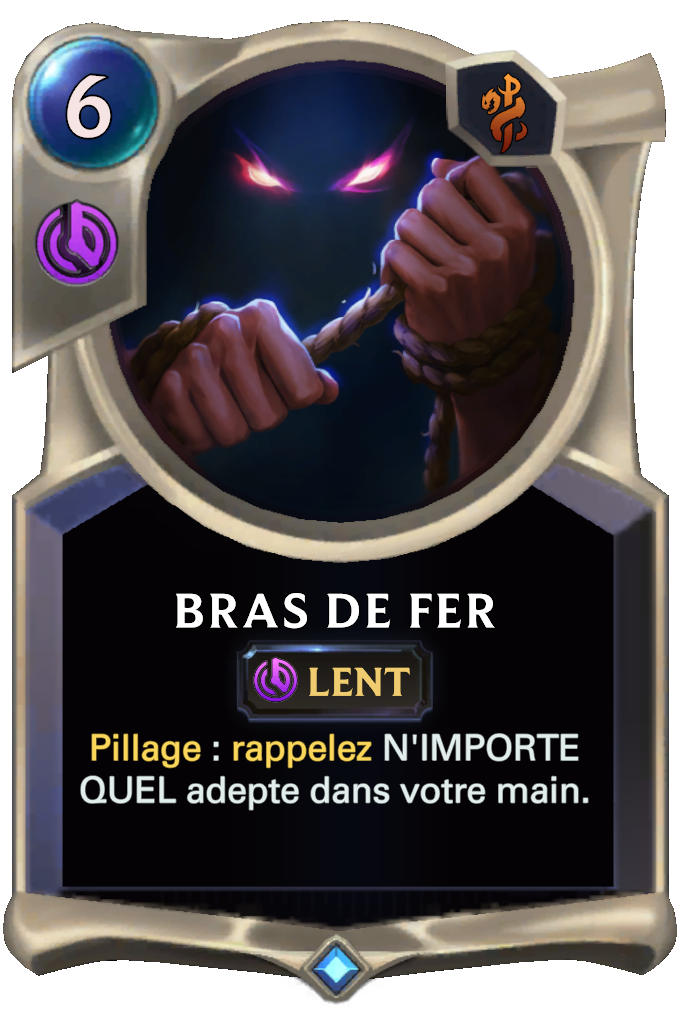 6
BRAS DE FER
LENT
Pillage : rappelez N'IMPORTE
QUEL adepte dans votre main.